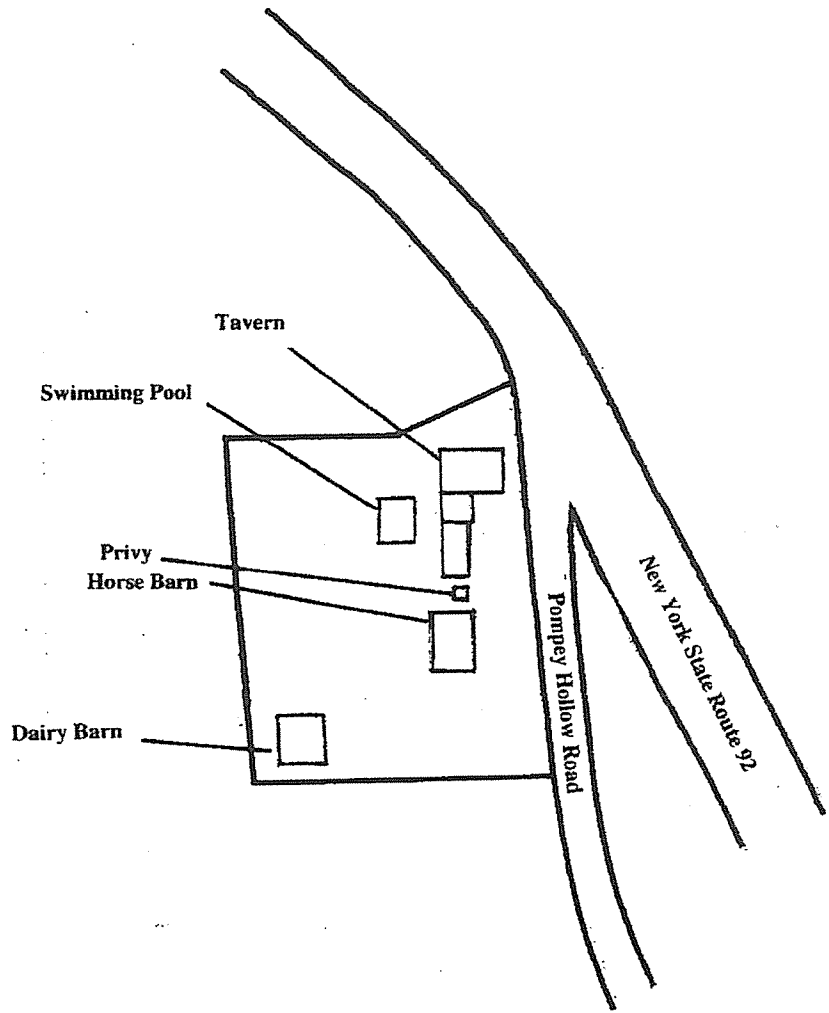 Tavern
Swimming Pool
Privy
Horse Barn
Dairy Barn
Pompey Hollow Road
New York State Route 92